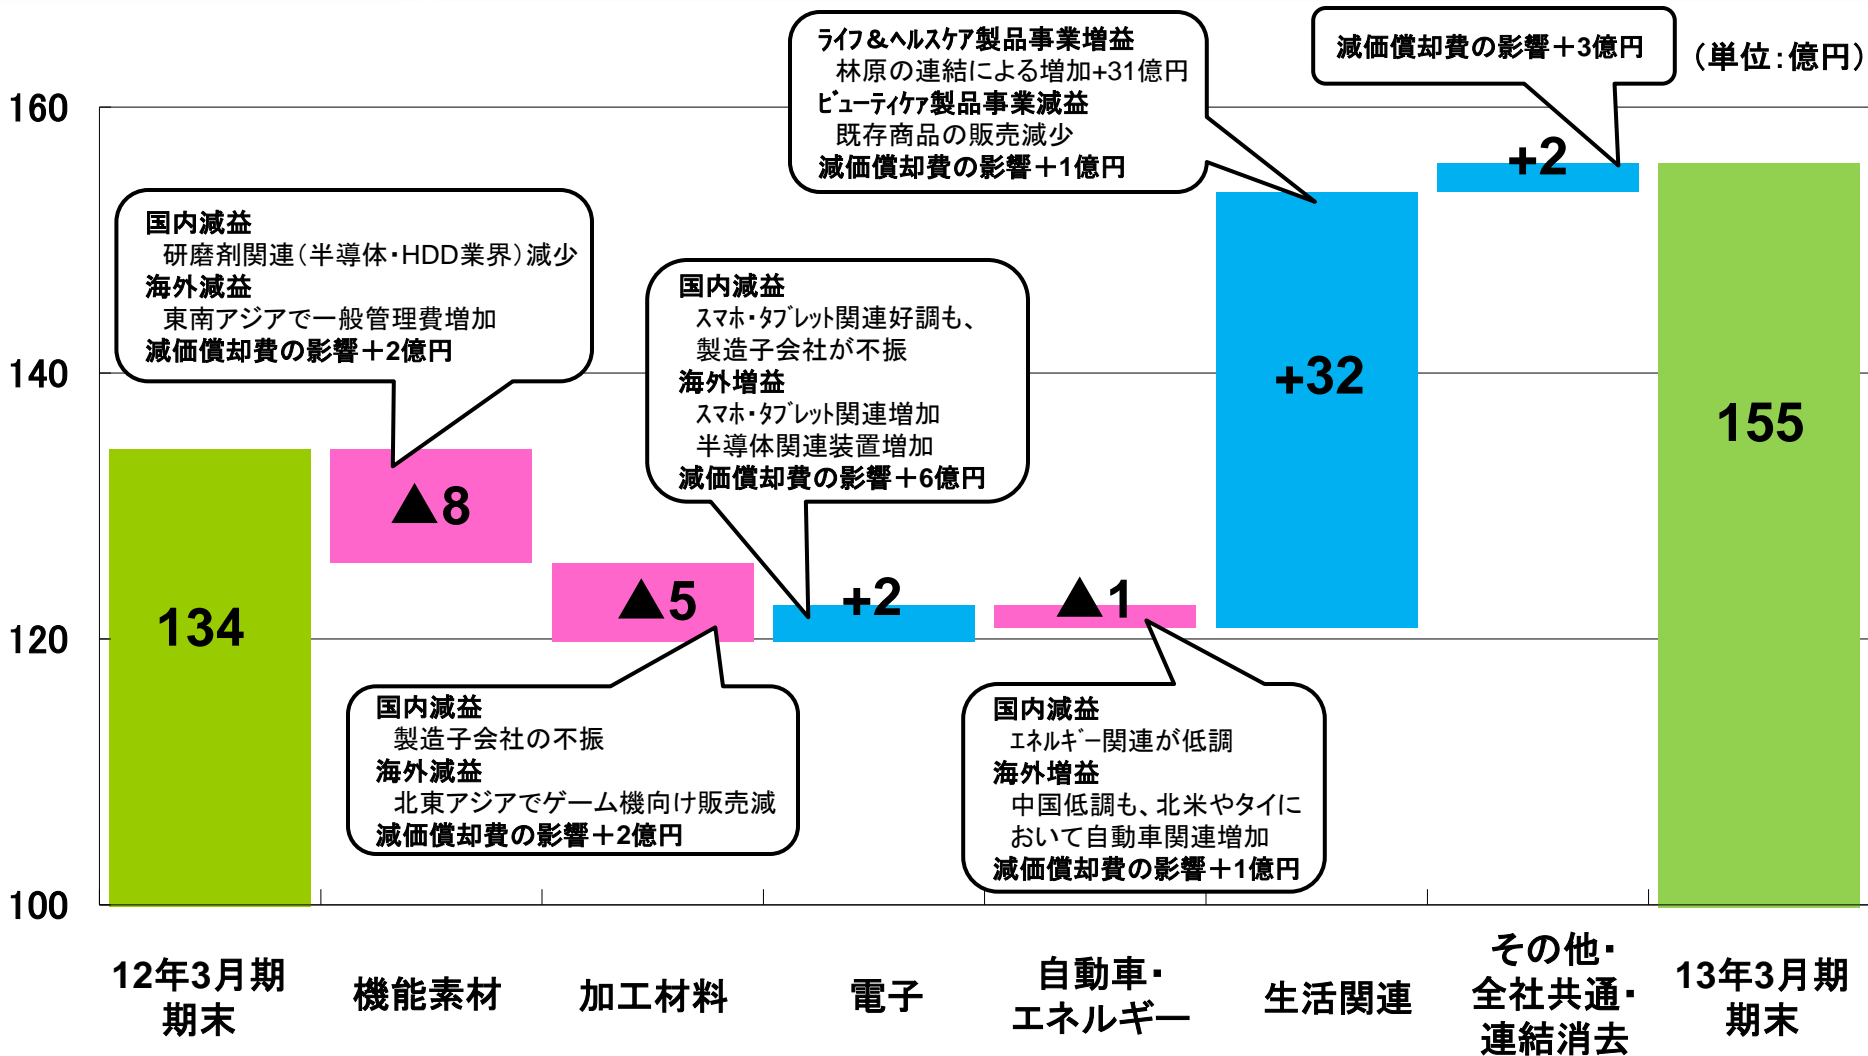 (単位:億円)
160
140
120
100
ライフ&ヘルスケア製品事業増益
林原の連結による増加+31億円
ビューティケア製品事業減益
既存商品の販売減少
減価償却費の影響+1億円
減価償却費の影響+3億円
国内減益
研磨剤関連(半導体・HDD業界)減少
海外減益
東南アジアで一般管理費増加
減価償却費の影響+2億円
国内減益
スマホ・タブレット関連好調も、
製造子会社が不振
海外増益
スマホ・タブレット関連増加
半導体関連装置増加
減価償却費の影響+6億円
134
▲8
▲5
+2
▲1
+32
+2
155
国内減益
製造子会社の不振
海外減益
北東アジアでゲーム機向け販売減
減価償却費の影響+2億円
国内減益
エネルギー関連が低調
海外増益
中国低調も、北米やタイに
おいて自動車関連増加
減価償却費の影響+1億円
12年3月期
期末
機能素材
加工材料
電子
自動車・
エネルギー
生活関連
その他・
全社共通・
連結消去
13年3月期
期末